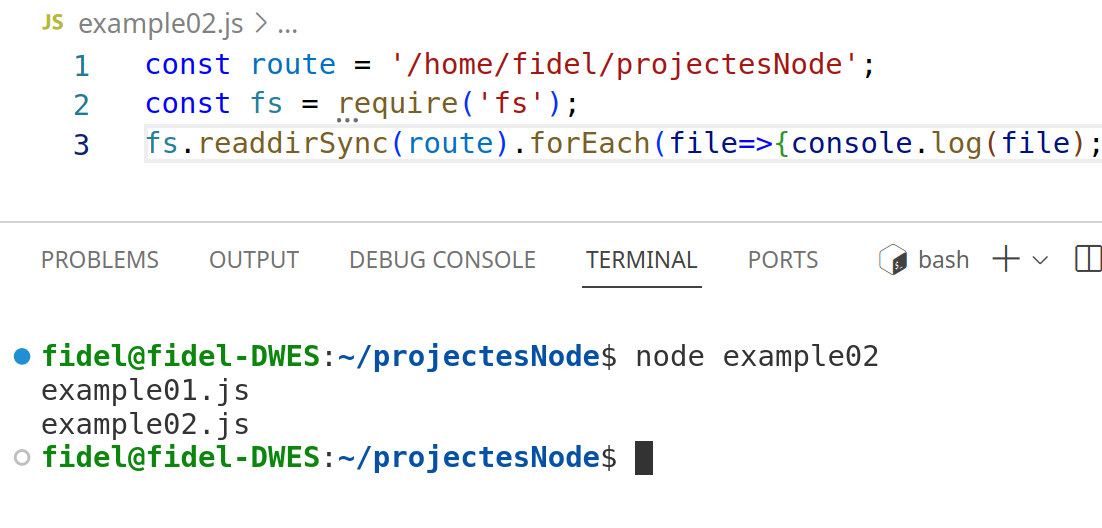 JS example02.js > ...
1 const route = '/home/fidel/projectesNode';
2 const fs = require('fs');
3 fs.readdirSync(route).forEach(file=>{console.log(file);
PROBLEMS OUTPUT DEBUG CONSOLE TERMINAL PORTS bash
fidel@fidel-DWES:~/projectesNode$ node example02
example01.js
example02.js
fidel@fidel-DWES:~/projectesNode$